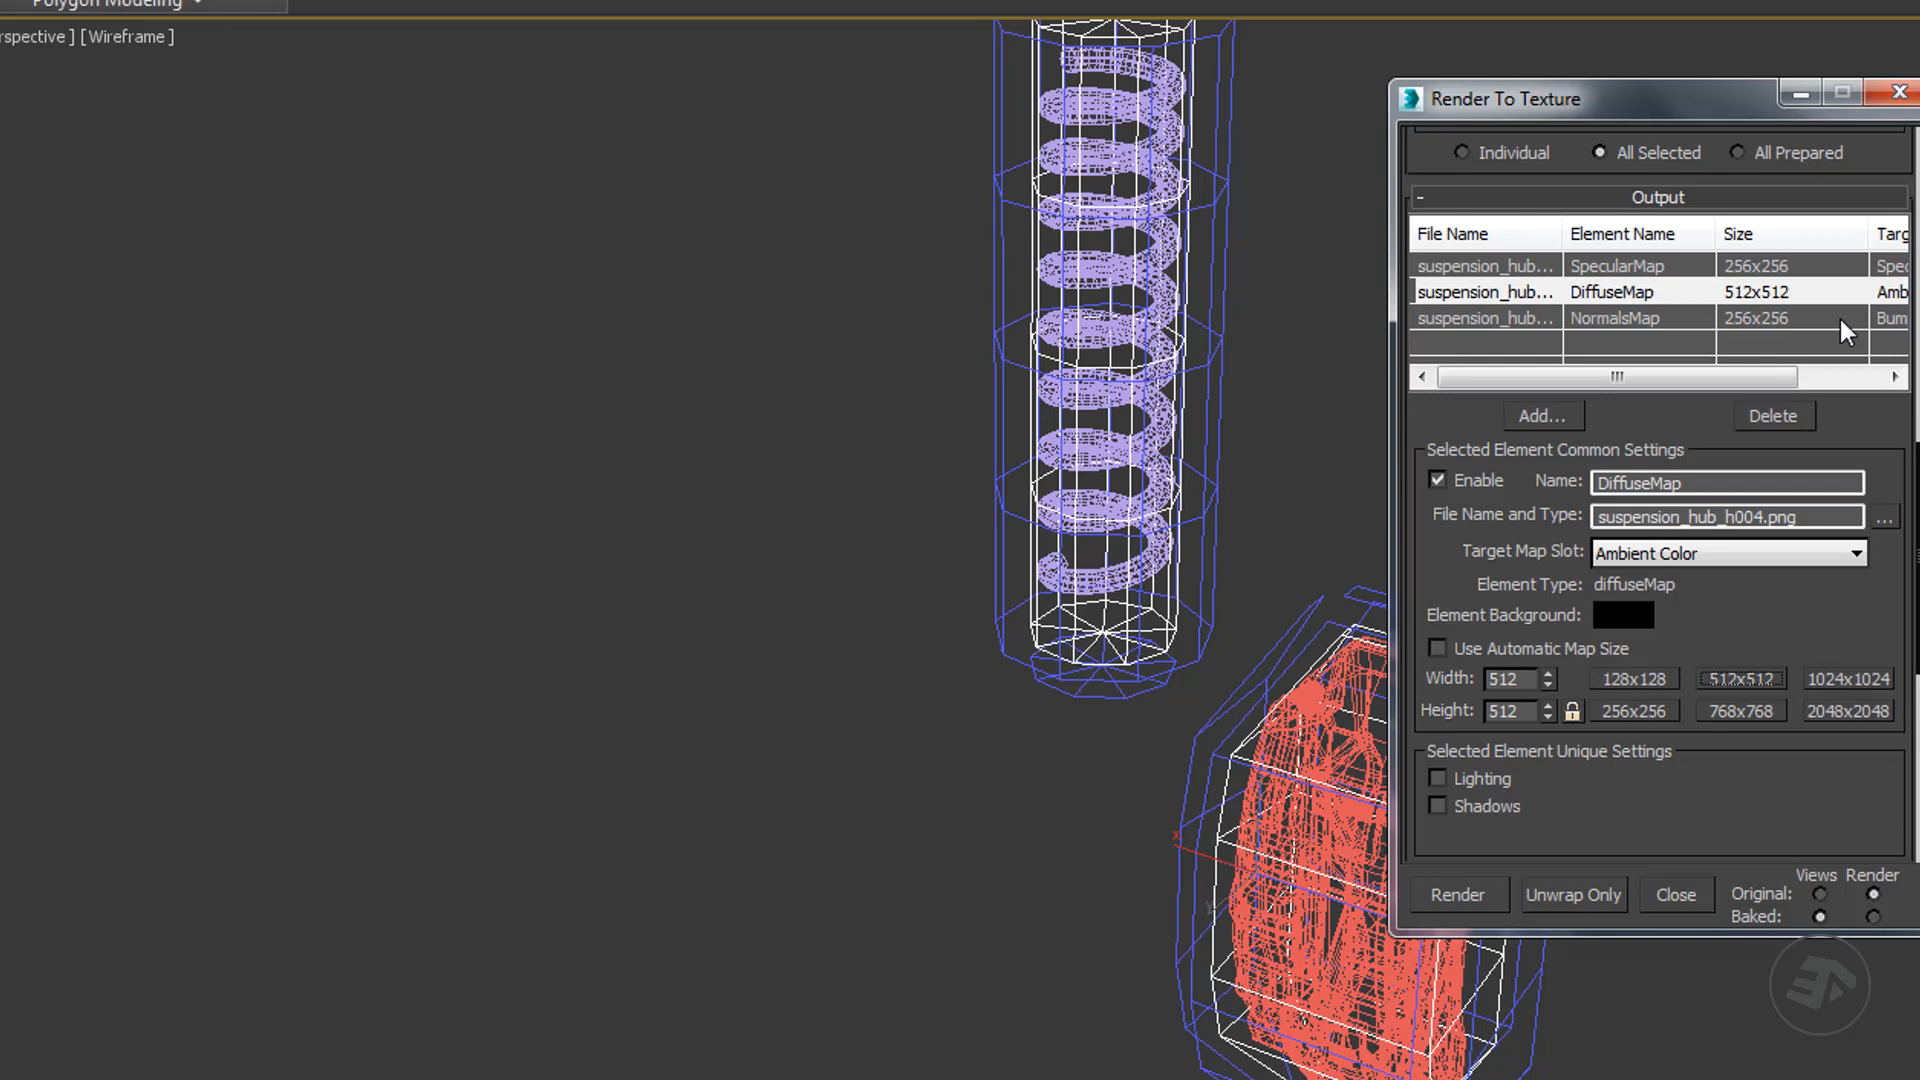 Polygon Modeling
rspective ] [ Wireframe ]
Render To Texture
Individual All Selected All Prepared
- Output
File Name Element Name Size Targ
suspension_hub... SpecularMap 256x256 Spec
suspension_hub... DiffuseMap 512x512 Amb
suspension_hub... NormalsMap 256x256 Bum
Add... Delete
Selected Element Common Settings
Enable Name: DiffuseMap
File Name and Type: suspension_hub_h004.png ...
Target Map Slot: Ambient Color
Element Type: diffuseMap
Element Background:
Use Automatic Map Size
Width: 512 128x128 512x512 1024x1024
Height: 512 256x256 768x768 2048x2048
Selected Element Unique Settings
Lighting
Shadows
Views Render
Render Unwrap Only Close Original:
Baked:
x
y